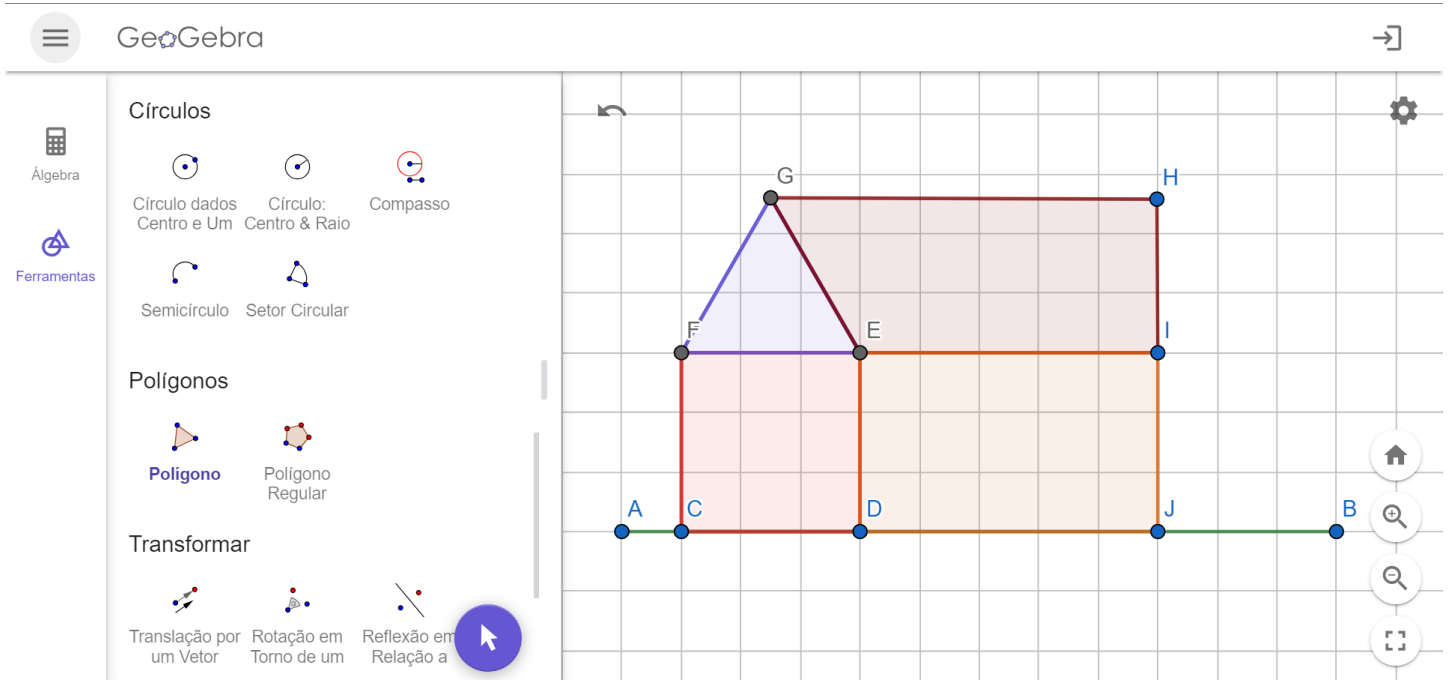 GeoGebra
Álgebra
Ferramentas
Círculos
Círculo dados
Centro e Um
Círculo:
Centro & Raio
Compasso
Semicírculo
Setor Circular
Polígonos
Polígono
Polígono
Regular
Transformar
Translação por
um Vetor
Rotação em
Torno de um
Reflexão em
Relação a
G
H
F
E
I
A
C
D
J
B